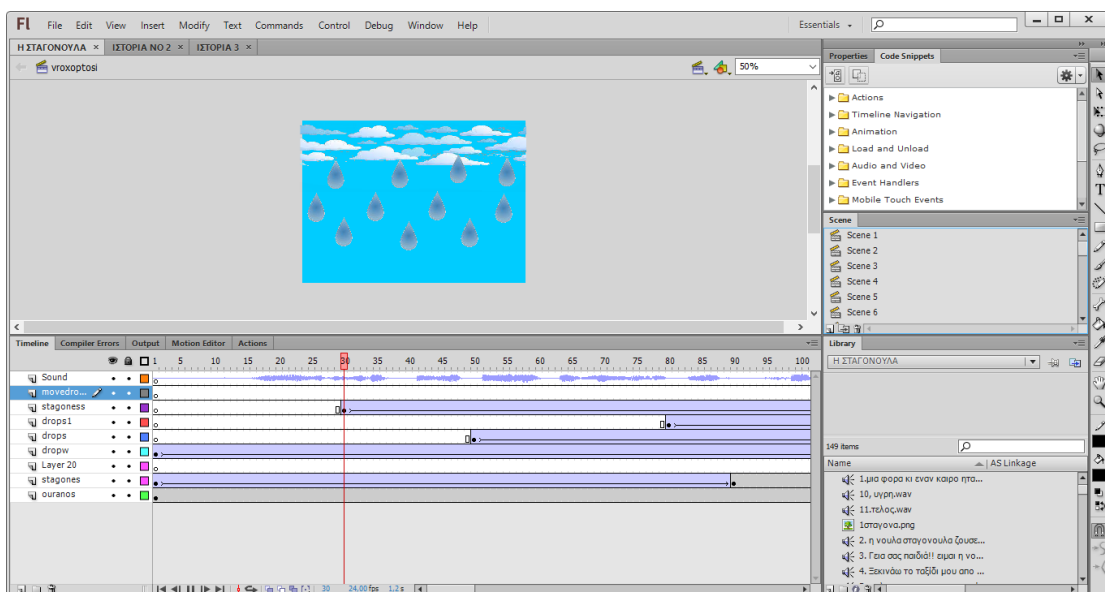 Fl File Edit View Insert Modify Text Commands Control Debug Window Help Essentials
Η ΣΤΑΓΟΝΟΥΛΑ × ΙΣΤΟΡΙΑ ΝΟ 2 × ΙΣΤΟΡΙΑ 3 ×
vroxoptosi 50%
Properties Code Snippets
Actions
Timeline Navigation
Animation
Load and Unload
Audio and Video
Event Handlers
Mobile Touch Events
Scene
Scene 1
Scene 2
Scene 3
Scene 4
Scene 5
Scene 6
Timeline Compiler Errors Output Motion Editor Actions
1 5 10 15 20 25 30 35 40 45 50 55 60 65 70 75 80 85 90 95 100
Sound
movedro...
stagoness
drops1
drops
dropw
Layer 20
stagones
ouranos
30 24.00 fps 1.2 s
Library
Η ΣΤΑΓΟΝΟΥΛΑ
149 items
Name AS Linkage
1.μια φορα κι εναν καιρο ητα...
10, υγρη.wav
11.τελος.wav
1σταγονα.png
2. η νουλα σταγονουλα ζουσε...
3. Γεια σας παιδιά!! ειμαι η νο...
4. Ξεκινάω το ταξίδι μου απο ...